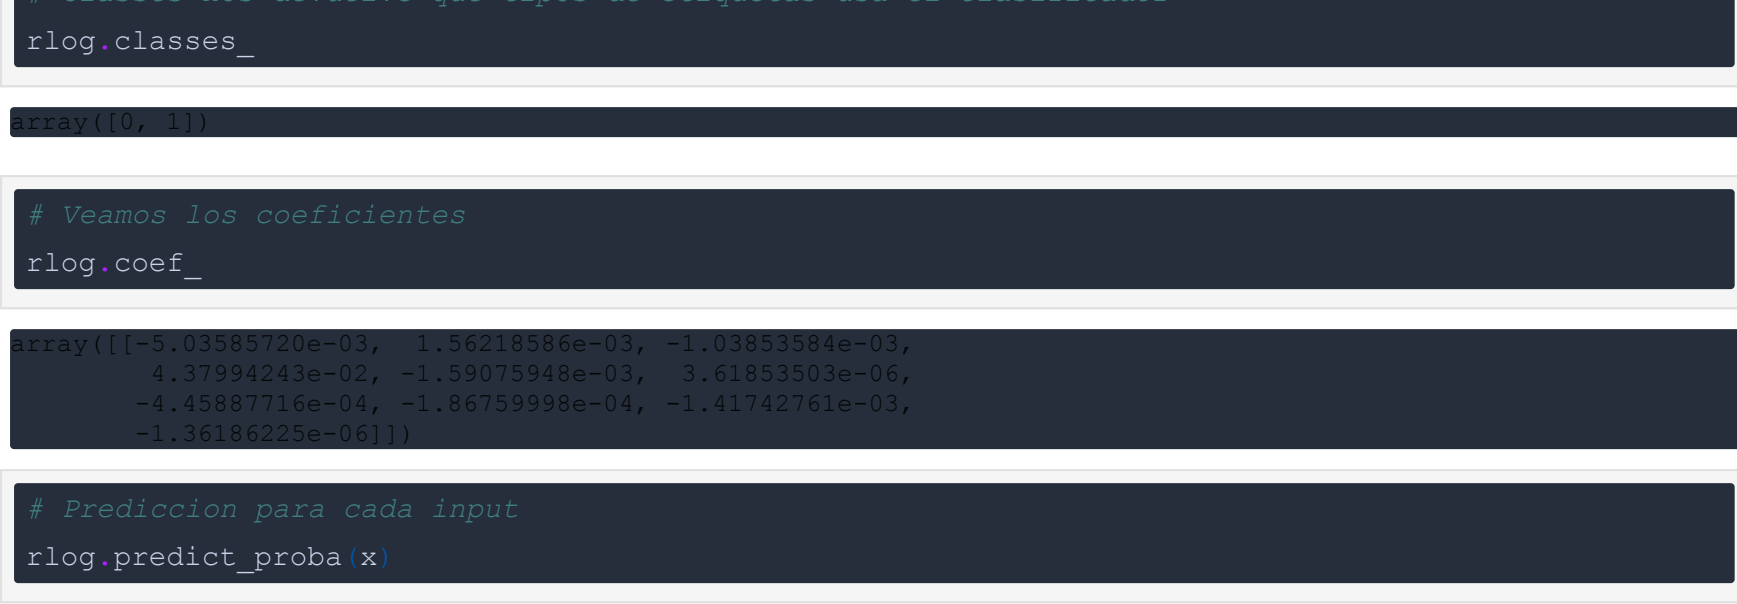 rlog.classes_
array([0, 1])
# Veamos los coeficientes
rlog.coef_
array([[-5.03585720e-03,  1.56218586e-03, -1.03853584e-03,
         4.37994243e-02, -1.59075948e-03,  3.61853503e-06,
        -4.45887716e-04, -1.86759998e-04, -1.41742761e-03,
        -1.36186225e-06]])
# Prediccion para cada input
rlog.predict_proba(x)